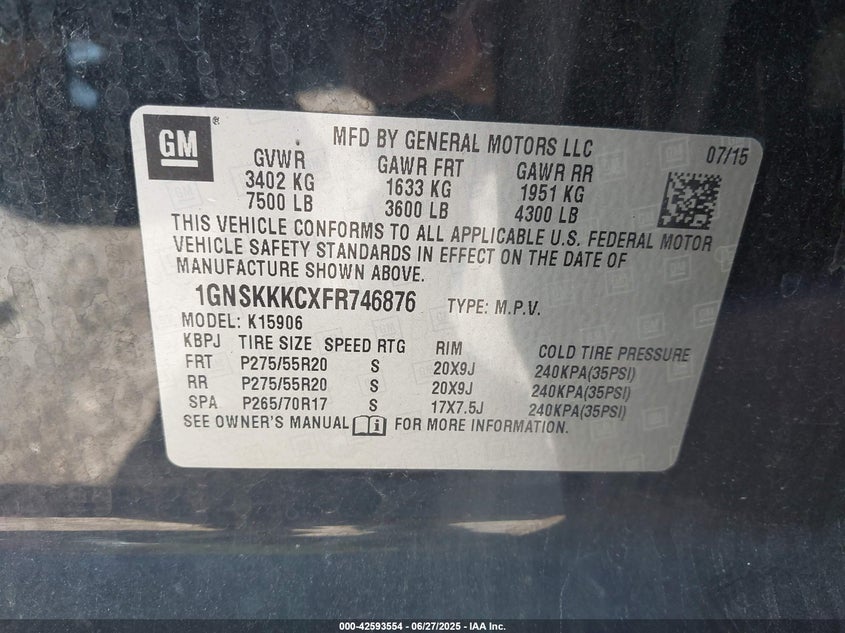 GM ®
MFD BY GENERAL MOTORS LLC 07/15
GVWR GAWR FRT GAWR RR
3402 KG 1633 KG 1951 KG
7500 LB 3600 LB 4300 LB
THIS VEHICLE CONFORMS TO ALL APPLICABLE U.S. FEDERAL MOTOR
VEHICLE SAFETY STANDARDS IN EFFECT ON THE DATE OF
MANUFACTURE SHOWN ABOVE.
1GNSKKKCXFR746876 TYPE: M.P.V.
MODEL: K15906
KBPJ TIRE SIZE SPEED RTG RIM COLD TIRE PRESSURE
FRT P275/55R20 S 20X9J 240KPA(35PSI)
RR P275/55R20 S 20X9J 240KPA(35PSI)
SPA P265/70R17 S 17X7.5J 240KPA(35PSI)
SEE OWNER'S MANUAL FOR MORE INFORMATION.
000-42593554 / 06/27/2025 - IAA Inc.